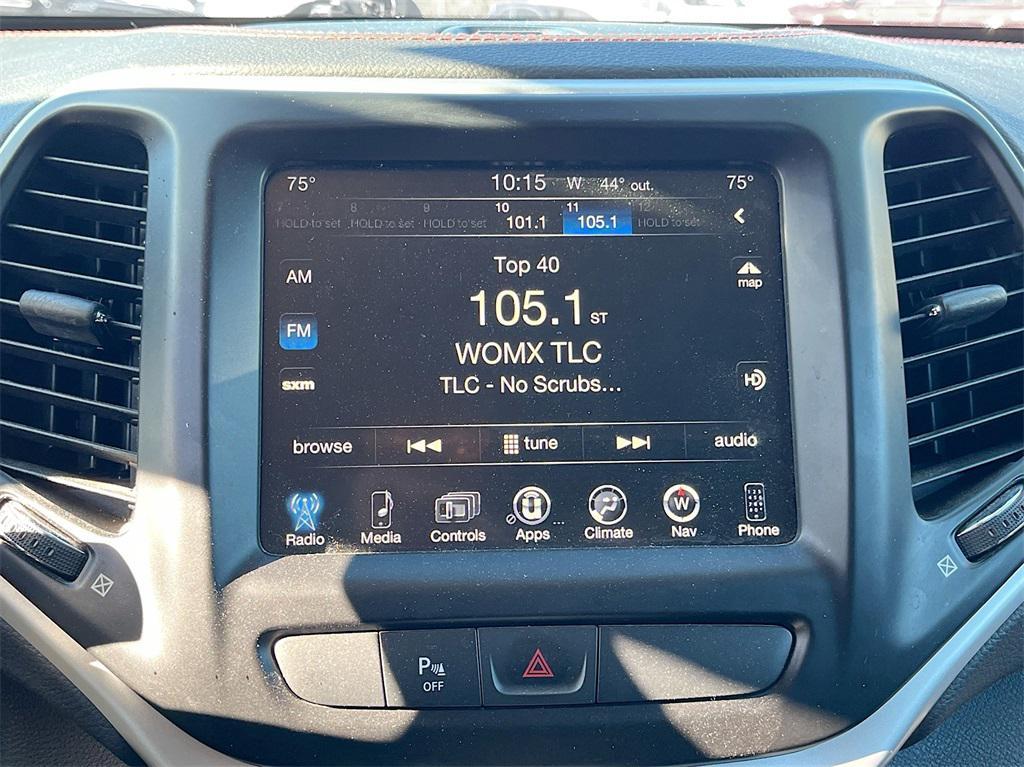 75° 10:15 W 44° out. 75°
7 8 9 10 11 12
HOLD to set HOLD to set HOLD to set 101.1 105.1 HOLD to set
Top 40
AM
map
105.1 ST
FM
WOMX TLC
sxm
TLC - No Scrubs...
HD
browse tune audio
W
Radio Media Controls Apps ... Climate Nav Phone
P
OFF